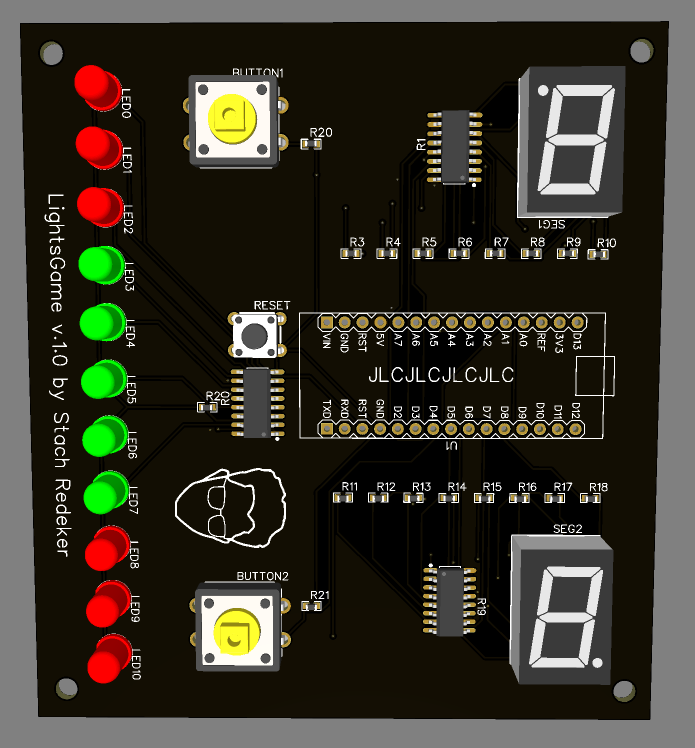 BUTTON1
LED0
R20
R1
LED1
SEG1
LED2
R3 R4 R5 R6 R7 R8 R9 R10
LightsGame v.1.0 by Stach Redeker
LED3
RESET
LED4
VIN GND RST 5V A7 A6 A5 A4 A3 A2 A1 A0 REF 3V3 D13
JLCJLCJLCJLC
LED5
R0
TXD RXD RST GND D2 D3 D4 D5 D6 D7 D8 D9 D10 D11 D12
U1
LED6
LED7
R11 R12 R13 R14 R15 R16 R17 R18
SEG2
LED8
BUTTON2
R21
R19
LED9
LED10